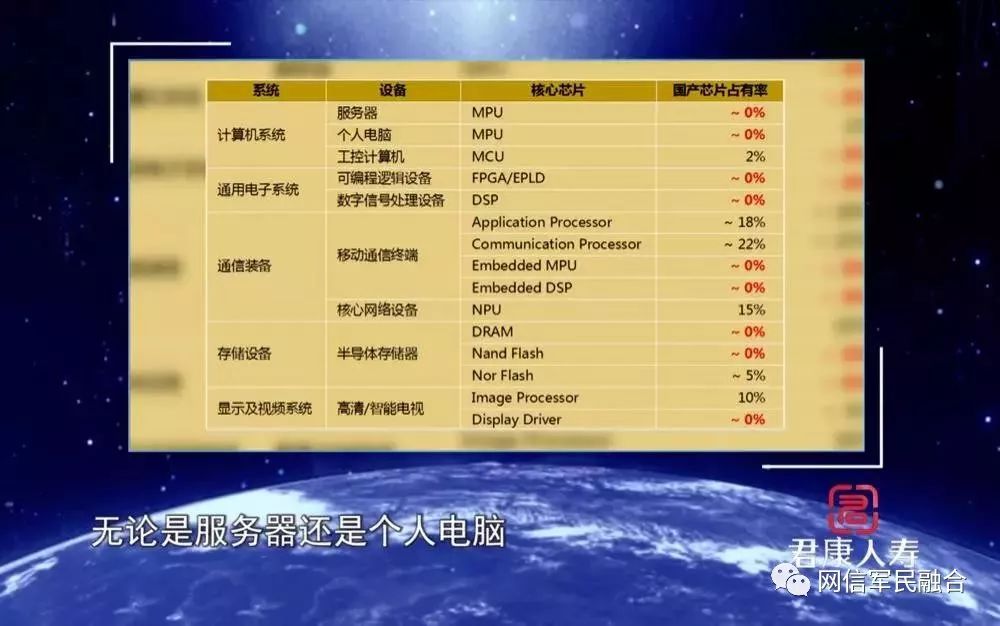 系统 设备 核心芯片 国产芯片占有率
计算机系统 服务器 MPU ~ 0%
个人电脑 MPU ~ 0%
工控计算机 MCU 2%
通用电子系统 可编程逻辑设备 FPGA/EPLD ~ 0%
数字信号处理设备 DSP ~ 0%
通信装备 移动通信终端 Application Processor ~ 18%
Communication Processor ~ 22%
Embedded MPU ~ 0%
Embedded DSP ~ 0%
核心网络设备 NPU 15%
存储设备 半导体存储器 DRAM ~ 0%
Nand Flash ~ 0%
Nor Flash ~ 5%
显示及视频系统 高清/智能电视 Image Processor 10%
Display Driver ~ 0%
无论是服务器还是个人电脑
君康人寿
网信军民融合